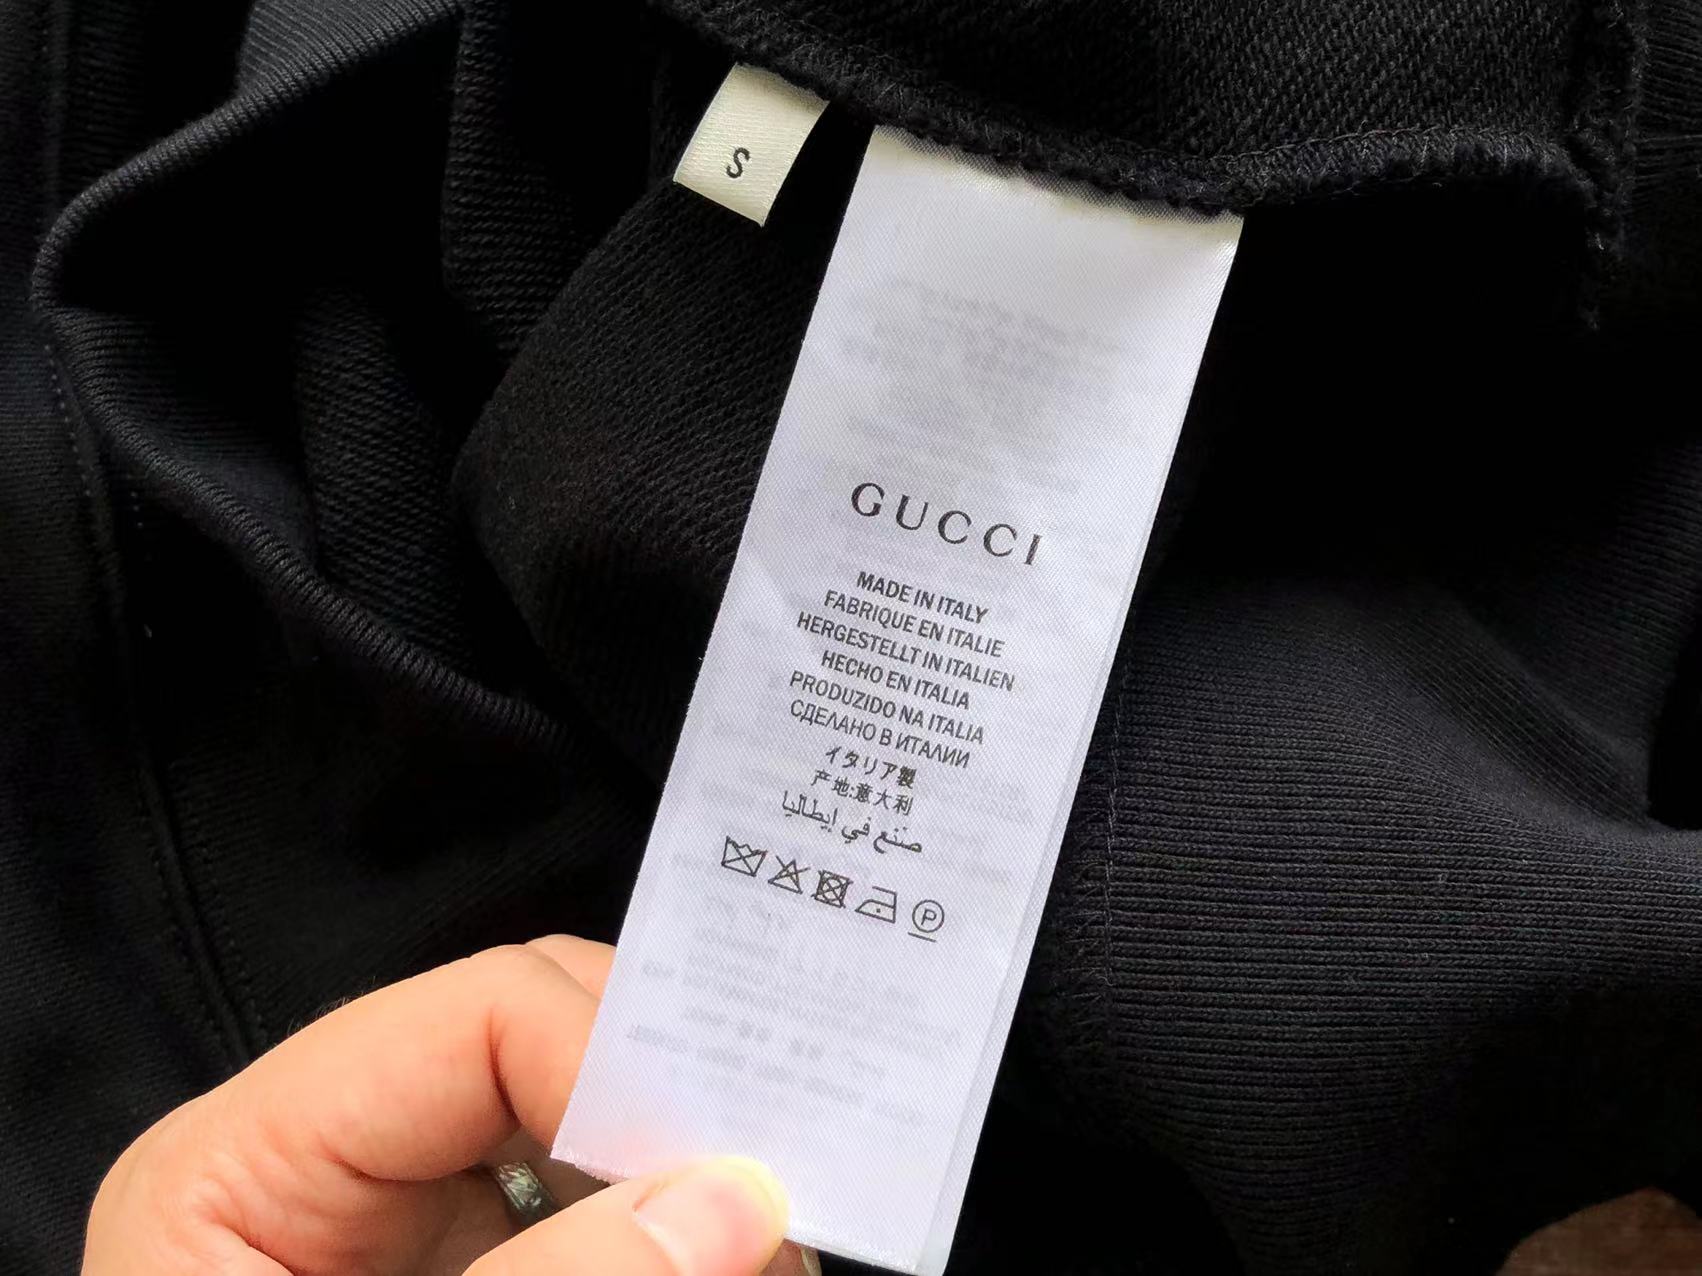 S
GUCCI
MADE IN ITALY
FABRIQUE EN ITALIE
HERGESTELLT IN ITALIEN
HECHO EN ITALIA
PRODUZIDO NA ITALIA
СДЕЛАНО В ИТАЛИИ
イタリア製
产地:意大利
صنع في إيطاليا
P